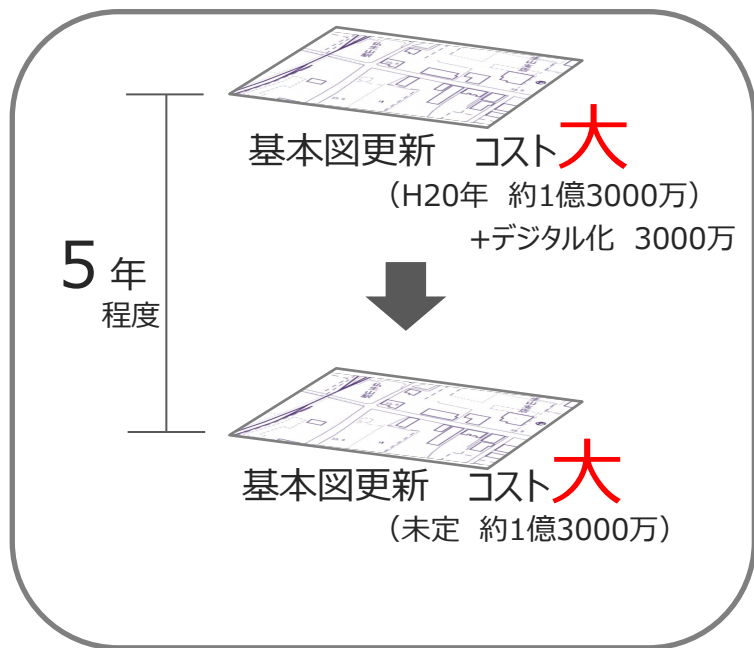 基本図更新 コスト大
（H20年 約1億3000万）
+デジタル化 3000万
5年
程度
基本図更新 コスト大
（未定 約1億3000万）